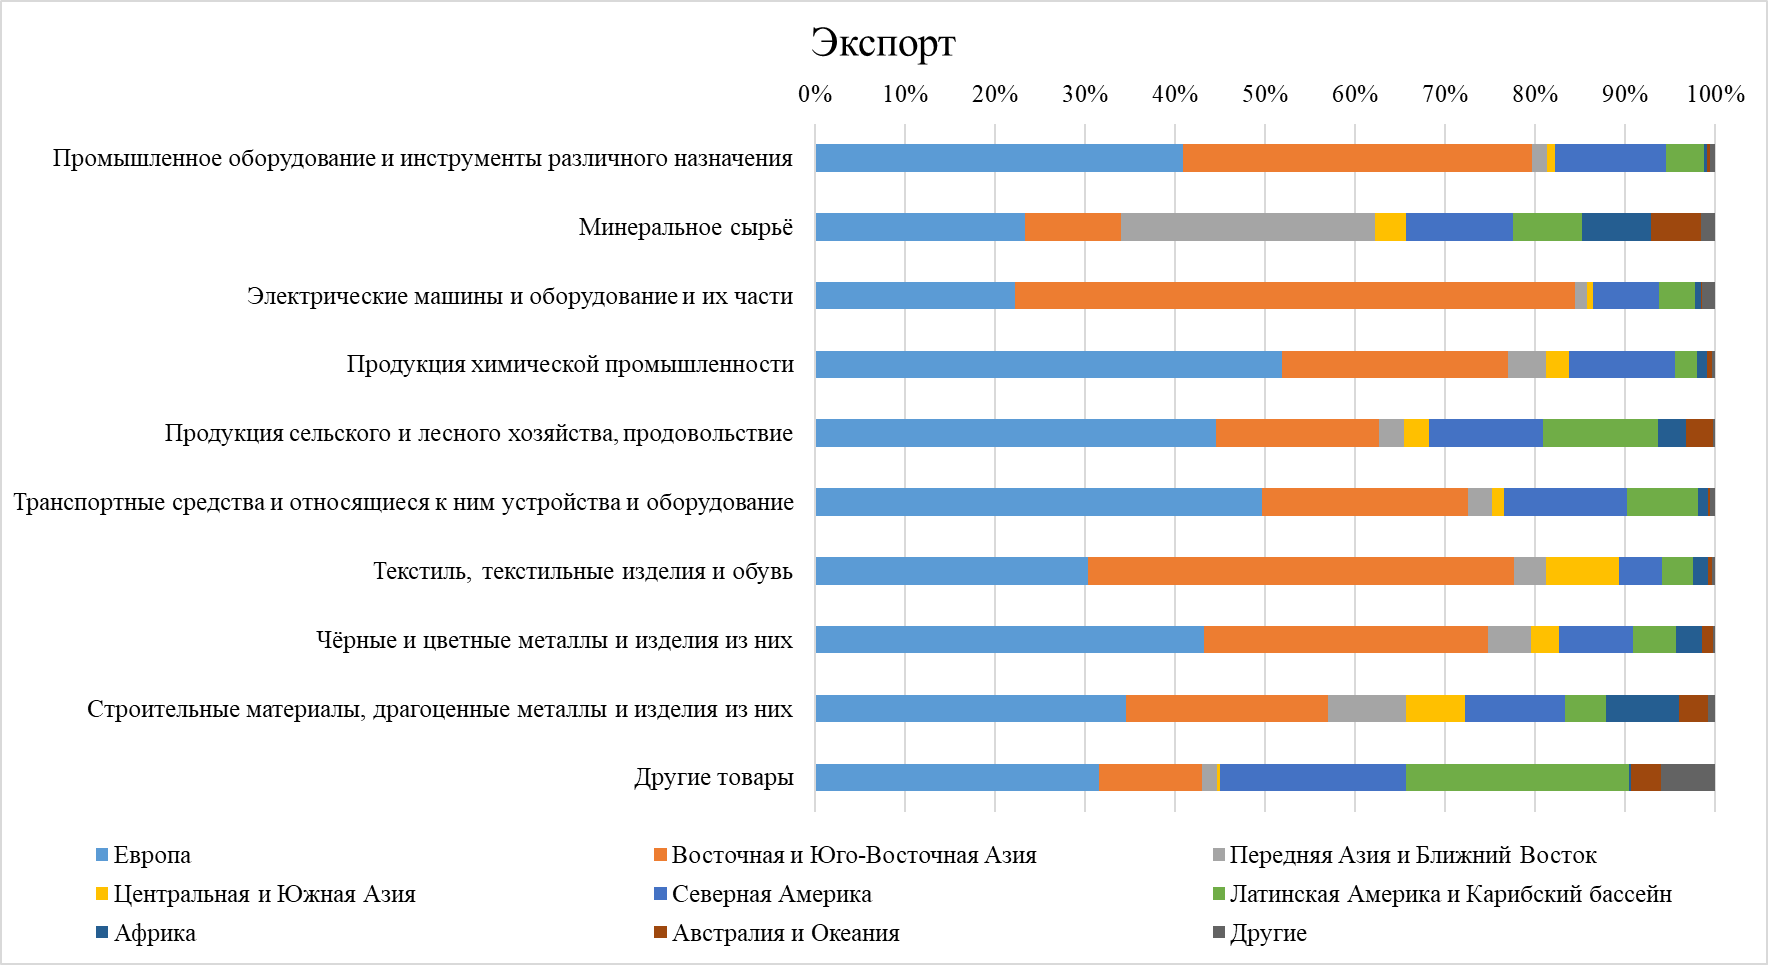 Экспорт
0% 10% 20% 30% 40% 50% 60% 70% 80% 90% 100%
Промышленное оборудование и инструменты различного назначения
Минеральное сырьё
Электрические машины и оборудование и их части
Продукция химической промышленности
Продукция сельского и лесного хозяйства, продовольствие
Транспортные средства и относящиеся к ним устройства и оборудование
Текстиль, текстильные изделия и обувь
Чёрные и цветные металлы и изделия из них
Строительные материалы, драгоценные металлы и изделия из них
Другие товары
Европа Восточная и Юго-Восточная Азия Передняя Азия и Ближний Восток
Центральная и Южная Азия Северная Америка Латинская Америка и Карибский бассейн
Африка Австралия и Океания Другие